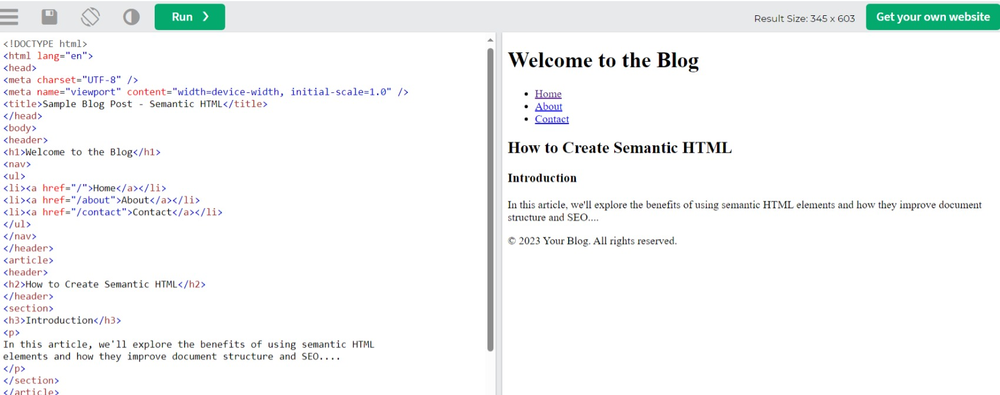 Run ❯
Result Size: 345 x 603
Get your own website
<!DOCTYPE html>
<html lang="en">
<head>
<meta charset="UTF-8" />
<meta name="viewport" content="width=device-width, initial-scale=1.0" />
<title>Sample Blog Post - Semantic HTML</title>
</head>
<body>
<header>
<h1>Welcome to the Blog</h1>
<nav>
<ul>
<li><a href="/">Home</a></li>
<li><a href="/about">About</a></li>
<li><a href="/contact">Contact</a></li>
</ul>
</nav>
</header>
<article>
<header>
<h2>How to Create Semantic HTML</h2>
</header>
<section>
<h3>Introduction</h3>
<p>
In this article, we'll explore the benefits of using semantic HTML
elements and how they improve document structure and SEO....
</p>
</section>
</article>
Welcome to the Blog
• Home
• About
• Contact
How to Create Semantic HTML
Introduction
In this article, we'll explore the benefits of using semantic HTML elements and how they improve document
structure and SEO....
© 2023 Your Blog. All rights reserved.